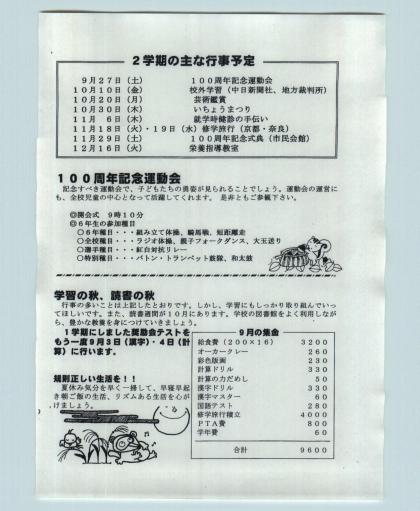 ２学期の主な行事予定
９月２７日（土） １００周年記念運動会
１０月１０日（金） 校外学習（中日新聞社、地方裁判所）
１０月２０日（月） 芸術鑑賞
１０月３０日（木） いちょうまつり
１１月　６日（木） 就学時健診の手伝い
１１月１８日（火）・１９日（水）修学旅行（京都・奈良）
１１月２９日（土） １００周年記念式典（市民会館）
１２月１６日（火） 栄養指導教室
１００周年記念運動会
記念すべき運動会で、子どもたちの勇姿が見られることでしょう。運動会の運営に
も、全校児童の中心となって活躍してくれます。　是非ともご参観下さい。
◎開会式　９時１０分
◎６年生の参加種目
○６年種目・・・組み立て体操、騎馬戦、短距離走
○全校種目・・・ラジオ体操、親子フォークダンス、大玉送り
○選手種目・・・紅白対抗リレー
○特別種目・・・バトン・トランペット鼓隊、和太鼓
学習の秋、読書の秋
行事の多いことは上記したとおりです。しかし、学習にもしっかり取り組んでいっ
てほしいです。また、読書週間が１０月にあります。学校の図書館をよく利用しなが
ら、豊かな教養を身につけていきましょう。
１学期にしました奨励会テストを
もう一度９月３日（漢字）・４日（計
算）に行います。
規則正しい生活を！！
夏休み気分を早く一掃して、早寝早起
き朝ご飯の生活、リズムある生活を心が
けましょう。
９月の集金
給食費（２００×１６）　３２００
オーカークレー　２６０
彩色版画　２３０
計算ドリル　３３０
計算の力だめし　５０
漢字ドリル　３３０
漢字マスター　６０
国語テスト　２８０
修学旅行積立　４０００
ＰＴＡ費　８００
学年費　６０
合計　９６００